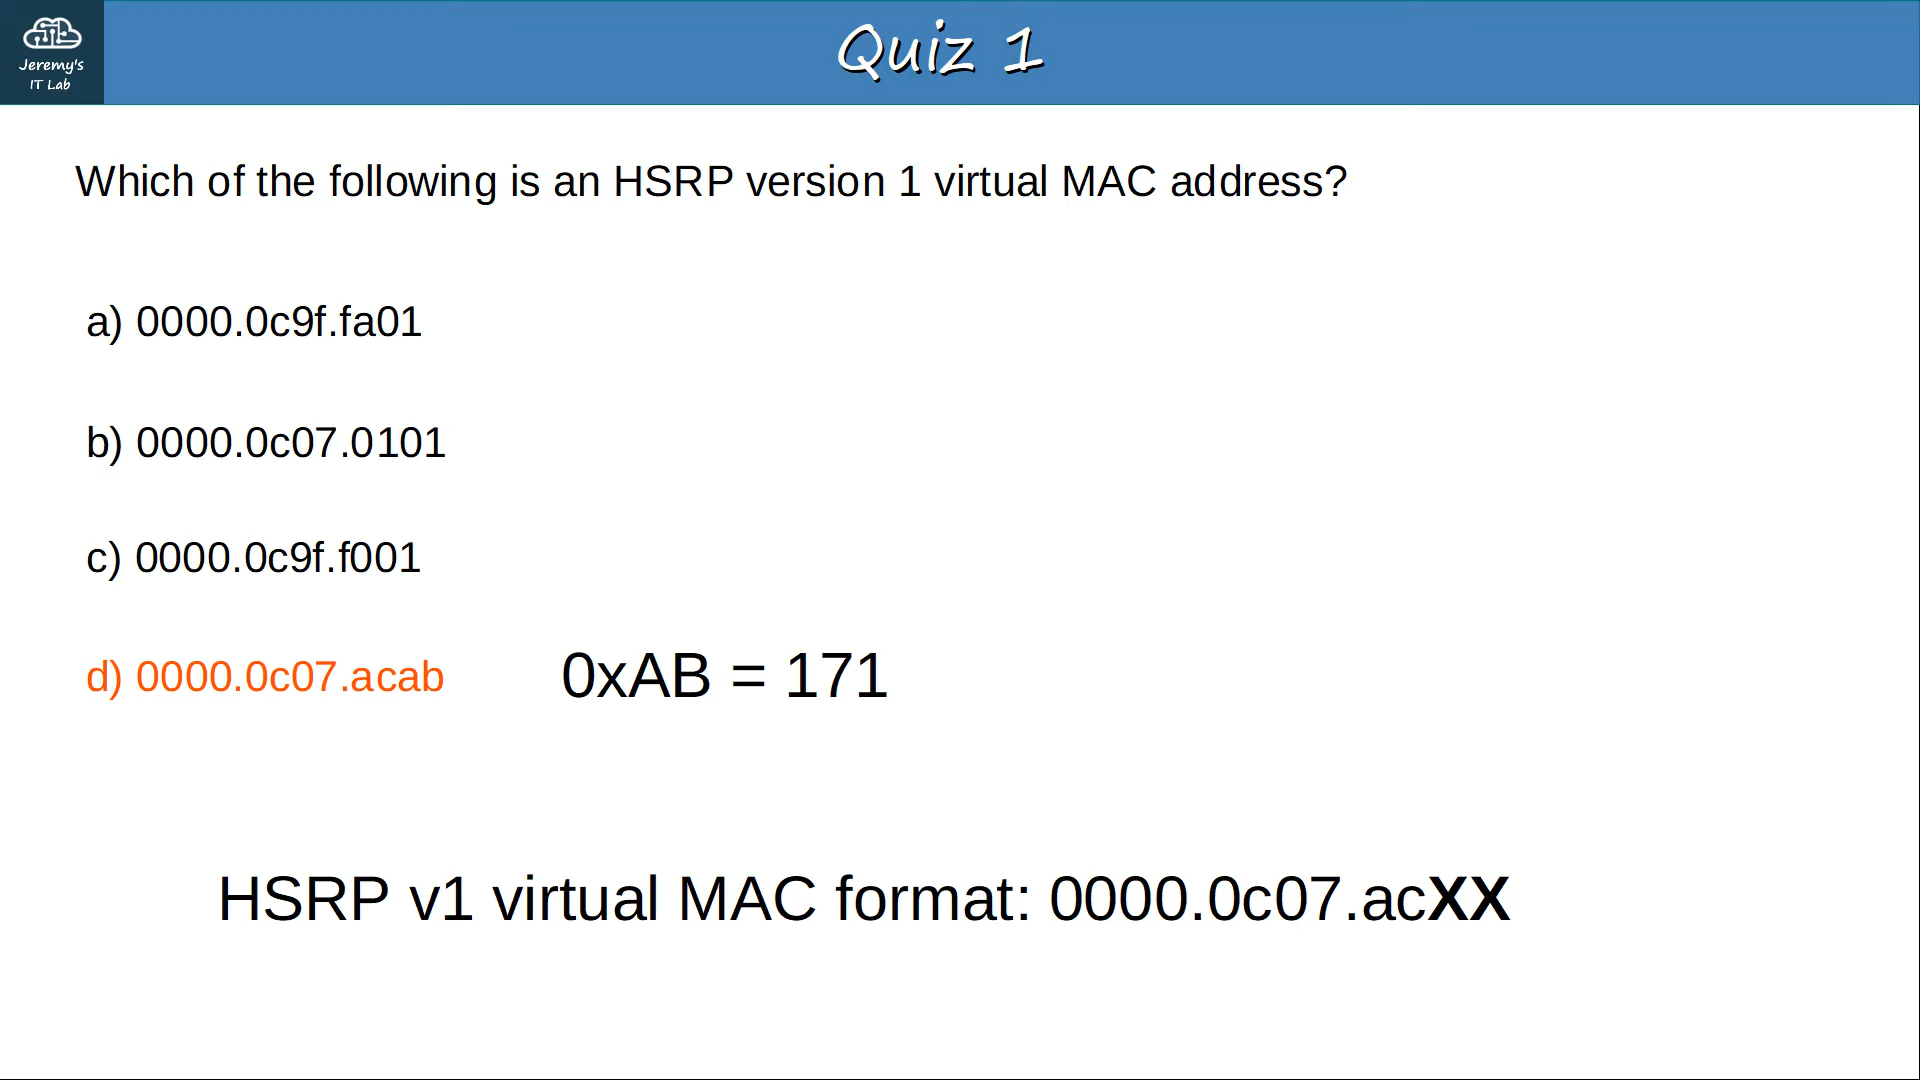 Jeremy's
IT Lab
Quiz 1
Which of the following is an HSRP version 1 virtual MAC address?
a) 0000.0c9f.fa01
b) 0000.0c07.0101
c) 0000.0c9f.f001
d) 0000.0c07.acab
0xAB = 171
HSRP v1 virtual MAC format: 0000.0c07.acXX